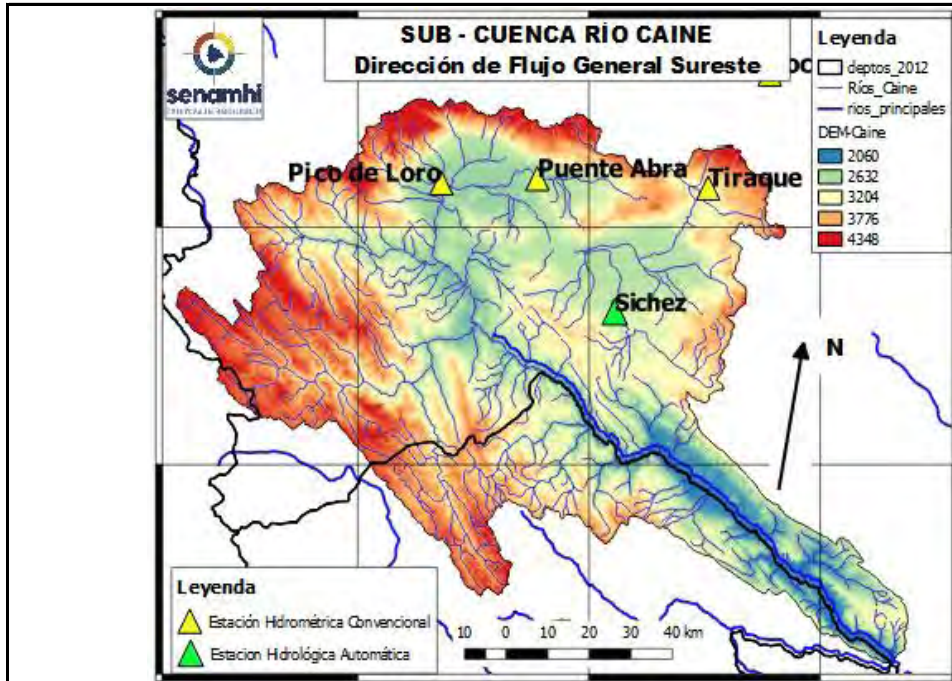 senamhi
SUB - CUENCA RÍO CAINE
Dirección de Flujo General Sureste
Leyenda
deptos_2012
Ríos_Caine
rios_principales
DEM-Caine
2060
2632
3204
3776
4348
Pico de Loro
Puente Abra
Tiraque
Sichez
N
Leyenda
Estación Hidrométrica Convencional
Estacion Hidrológica Automática
10 0 10 20 30 40 km